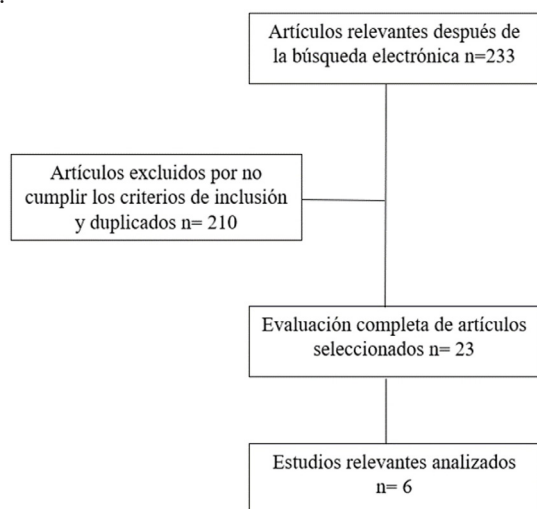 Artículos relevantes después de
la búsqueda electrónica n=233
Artículos excluidos por no
cumplir los criterios de inclusión
y duplicados n= 210
Evaluación completa de artículos
seleccionados n= 23
Estudios relevantes analizados
n= 6